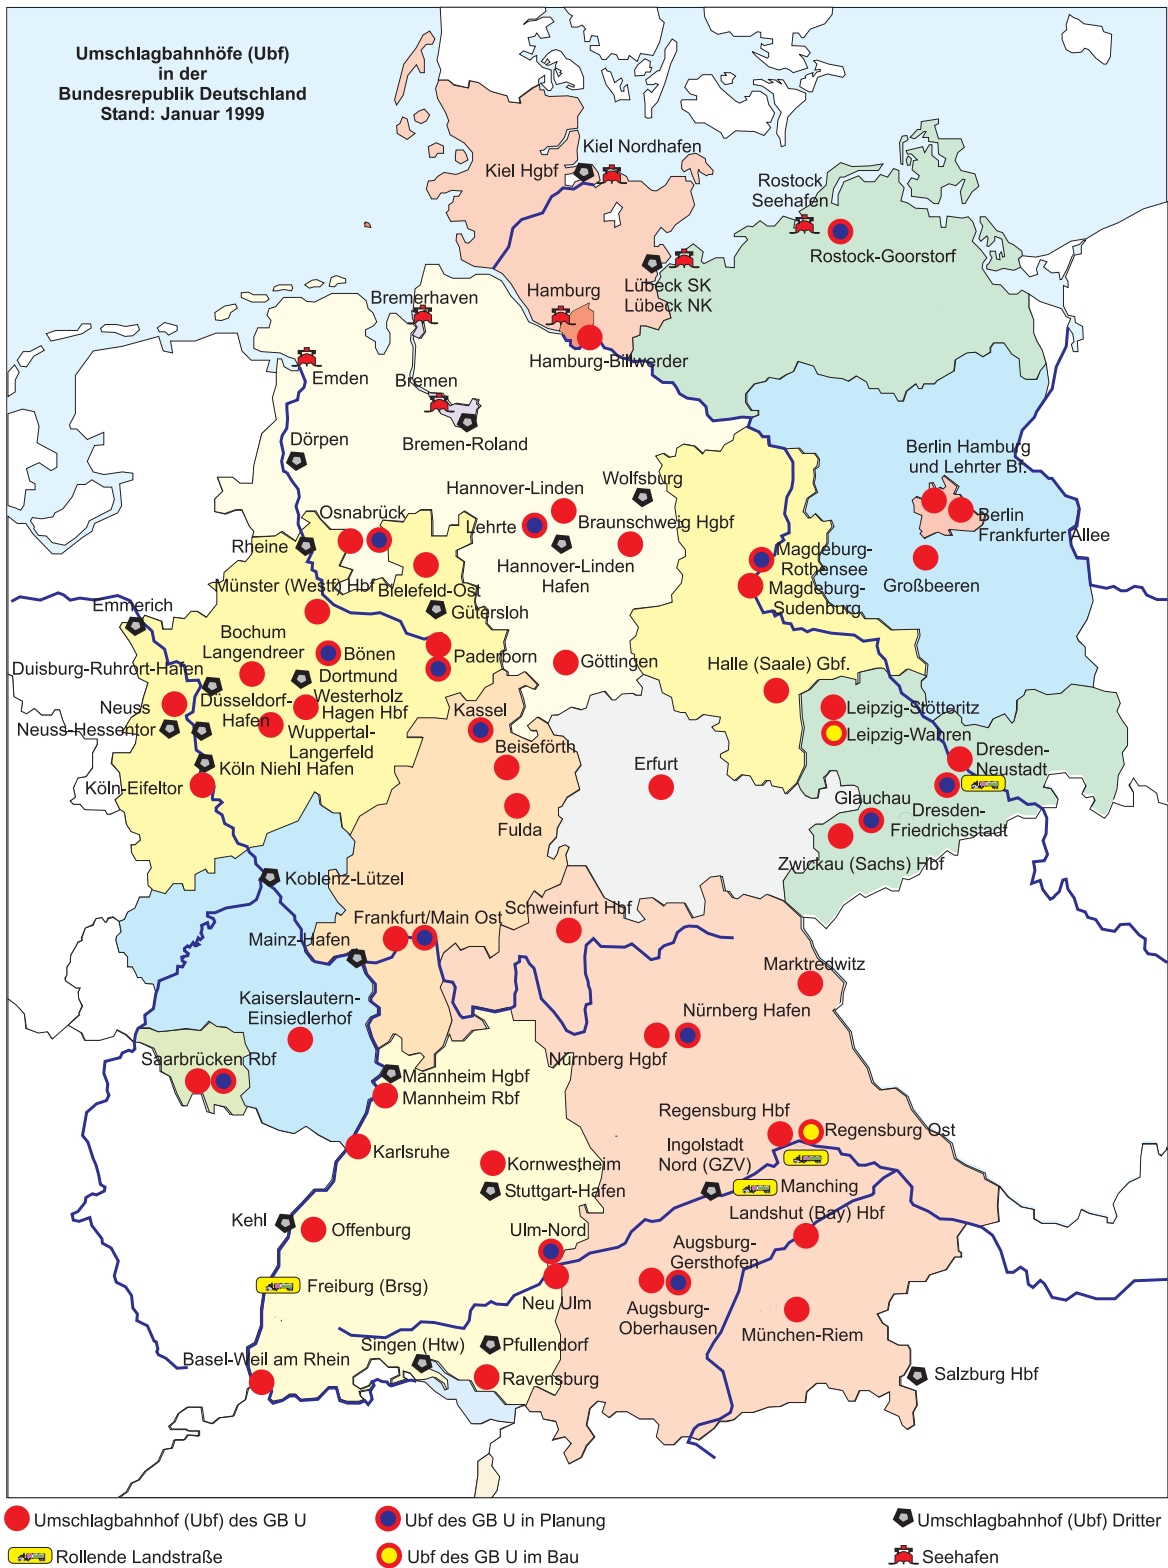 Umschlagbahnhöfe (Ubf)
in der
Bundesrepublik Deutschland
Stand: Januar 1999
Kiel Nordhafen
Kiel Hgbf
Rostock
Seehafen
Rostock-Goorstorf
Lübeck SK
Lübeck NK
Bremerhaven
Hamburg
Hamburg-Billwerder
Emden
Bremen
Bremen-Roland
Dörpen
Berlin Hamburg
und Lehrter Bf.
Berlin
Frankfurter Allee
Großbeeren
Wolfsburg
Hannover-Linden
Osnabrück
Lehrte
Braunschweig Hgbf
Rheine
Hannover-Linden
Hafen
Magdeburg-
Rothensee
Magdeburg-
Sudenburg
Münster (Westf) Hbf
Bielefeld-Ost
Gütersloh
Emmerich
Bochum
Langendreer
Bönen
Paderborn
Göttingen
Halle (Saale) Gbf.
Duisburg-Ruhrort-Hafen
Dortmund
Westerholz
Düsseldorf-
Hafen
Neuss
Hagen Hbf
Neuss-Hessentor
Wuppertal-
Langerfeld
Kassel
Leipzig-Stötteritz
Leipzig-Wahren
Beiseförth
Dresden-
Neustadt
Köln Niehl Hafen
Köln-Eifeltor
Erfurt
Fulda
Glauchau
Dresden-
Friedrichsstadt
Zwickau (Sachs) Hbf
Koblenz-Lützel
Frankfurt/Main Ost
Schweinfurt Hbf
Mainz-Hafen
Marktredwitz
Kaiserslautern-
Einsiedlerhof
Nürnberg Hafen
Nürnberg Hgbf
Saarbrücken Rbf
Mannheim Hgbf
Mannheim Rbf
Regensburg Hbf
Regensburg Ost
Karlsruhe
Kornwestheim
Ingolstadt
Nord (GZV)
Stuttgart-Hafen
Manching
Kehl
Offenburg
Landshut (Bay) Hbf
Ulm-Nord
Augsburg-
Gersthofen
Freiburg (Brsg)
Neu Ulm
Augsburg-
Oberhausen
München-Riem
Singen (Htw)
Pfullendorf
Basel-Weil am Rhein
Ravensburg
Salzburg Hbf
Umschlagbahnhof (Ubf) des GB U
Ubf des GB U in Planung
Umschlagbahnhof (Ubf) Dritter
Rollende Landstraße
Ubf des GB U im Bau
Seehafen